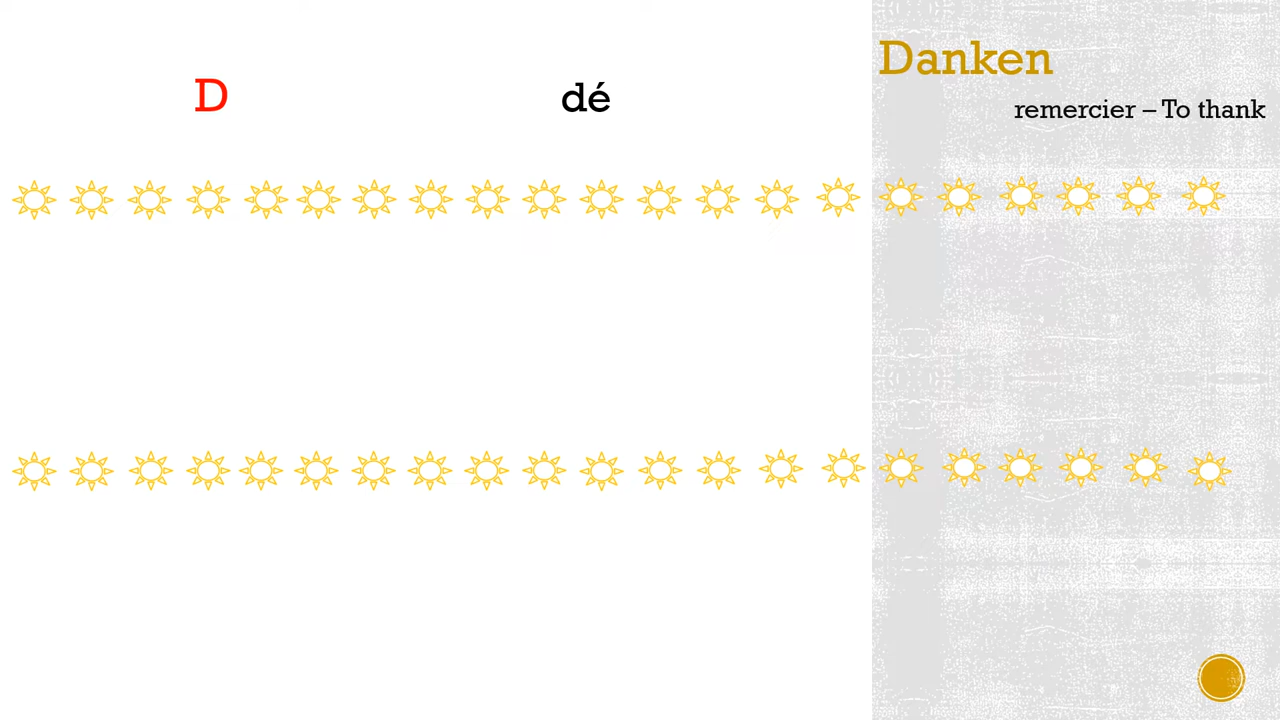 D
dé
Danken
remercier – To thank